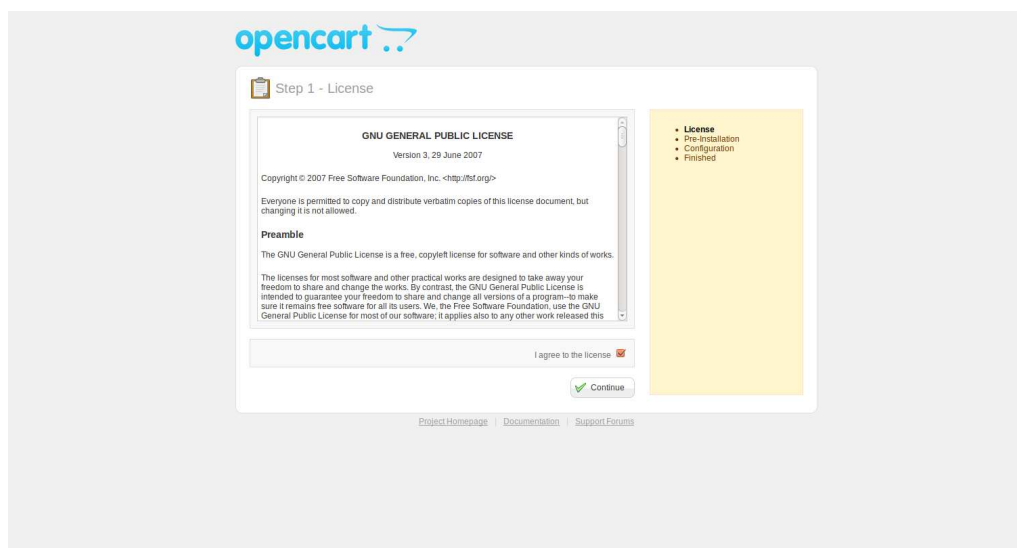 opencart
Step 1 - License
GNU GENERAL PUBLIC LICENSE
Version 3, 29 June 2007
Copyright © 2007 Free Software Foundation, Inc. <http://fsf.org/>
Everyone is permitted to copy and distribute verbatim copies of this license document, but
changing it is not allowed.
Preamble
The GNU General Public License is a free, copyleft license for software and other kinds of works.
The licenses for most software and other practical works are designed to take away your
freedom to share and change the works. By contrast, the GNU General Public License is
intended to guarantee your freedom to share and change all versions of a program--to make
sure it remains free software for all its users. We, the Free Software Foundation, use the GNU
General Public License for most of our software; it applies also to any other work released this
I agree to the license
Continue
License
Pre-Installation
Configuration
Finished
Project Homepage | Documentation | Support Forums